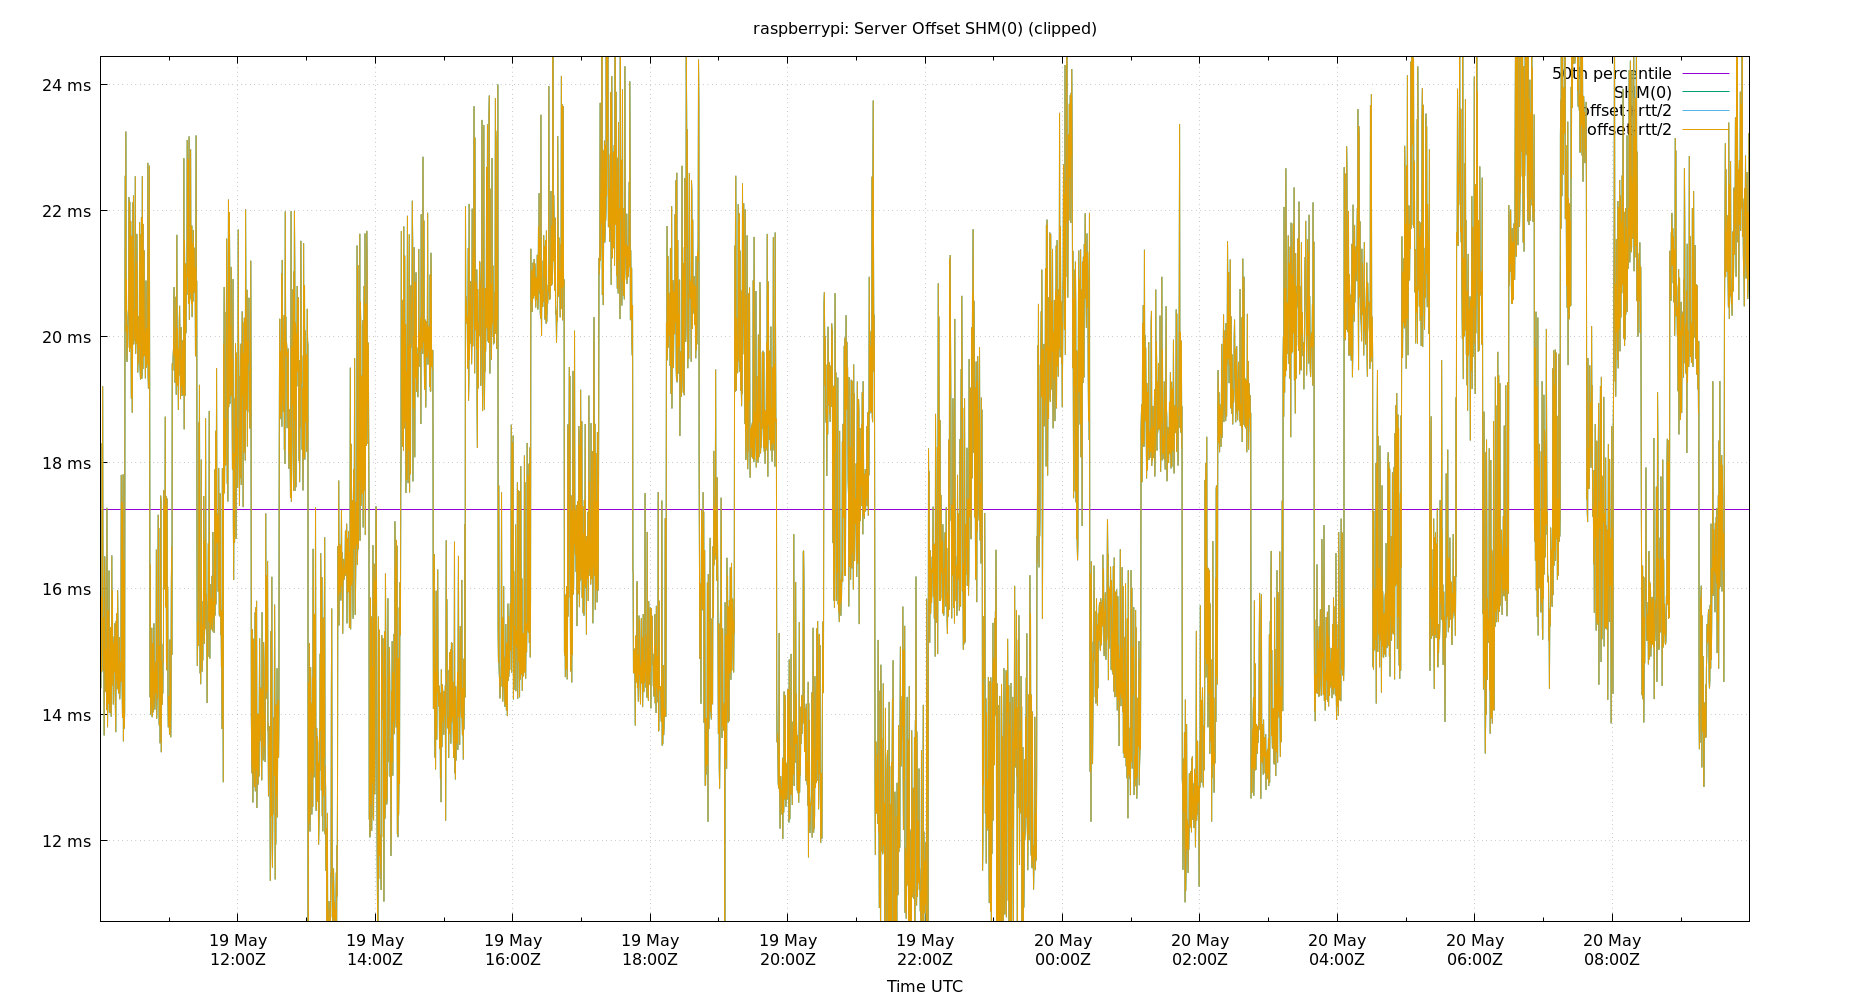 raspberrypi: Server Offset SHM(0) (clipped)
50th percentile
SHM(0)
offset+rtt/2
offset-rtt/2
24 ms
22 ms
20 ms
18 ms
16 ms
14 ms
12 ms
19 May 19 May 19 May 19 May 19 May 19 May 20 May 20 May 20 May 20 May 20 May
12:00Z 14:00Z 16:00Z 18:00Z 20:00Z 22:00Z 00:00Z 02:00Z 04:00Z 06:00Z 08:00Z
Time UTC